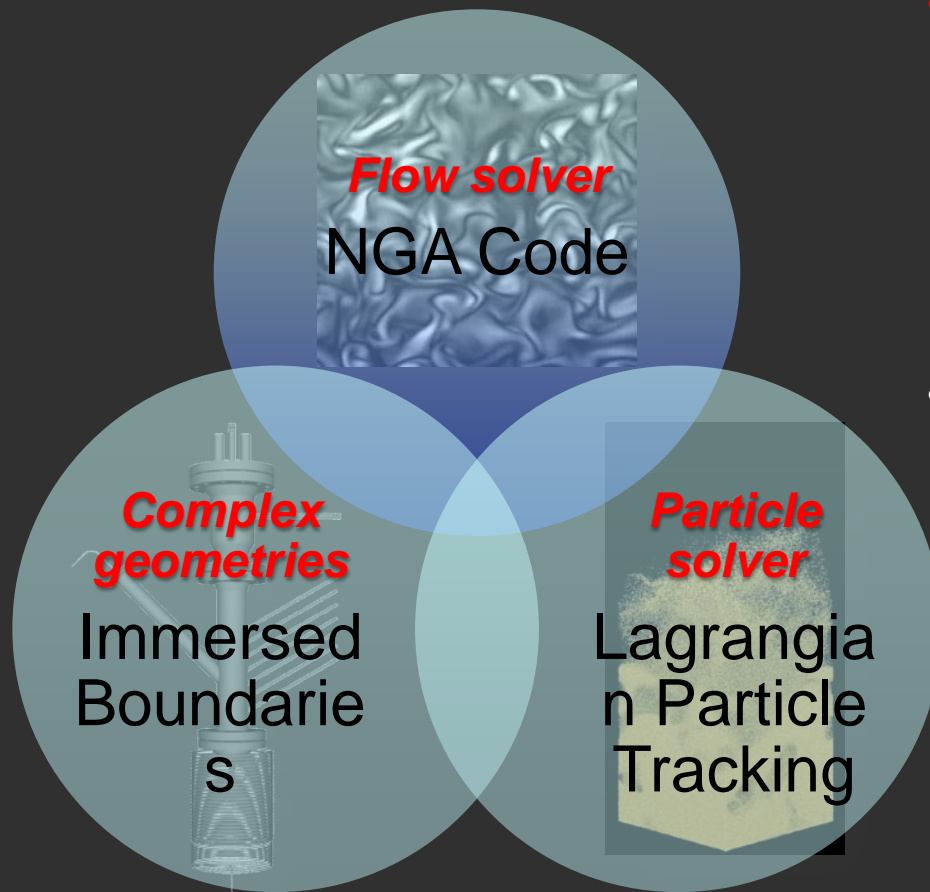 Flow solver
NGA Code
Complex
geometries
Immersed
Boundarie
s
Particle
solver
Lagrangia
n Particle
Tracking